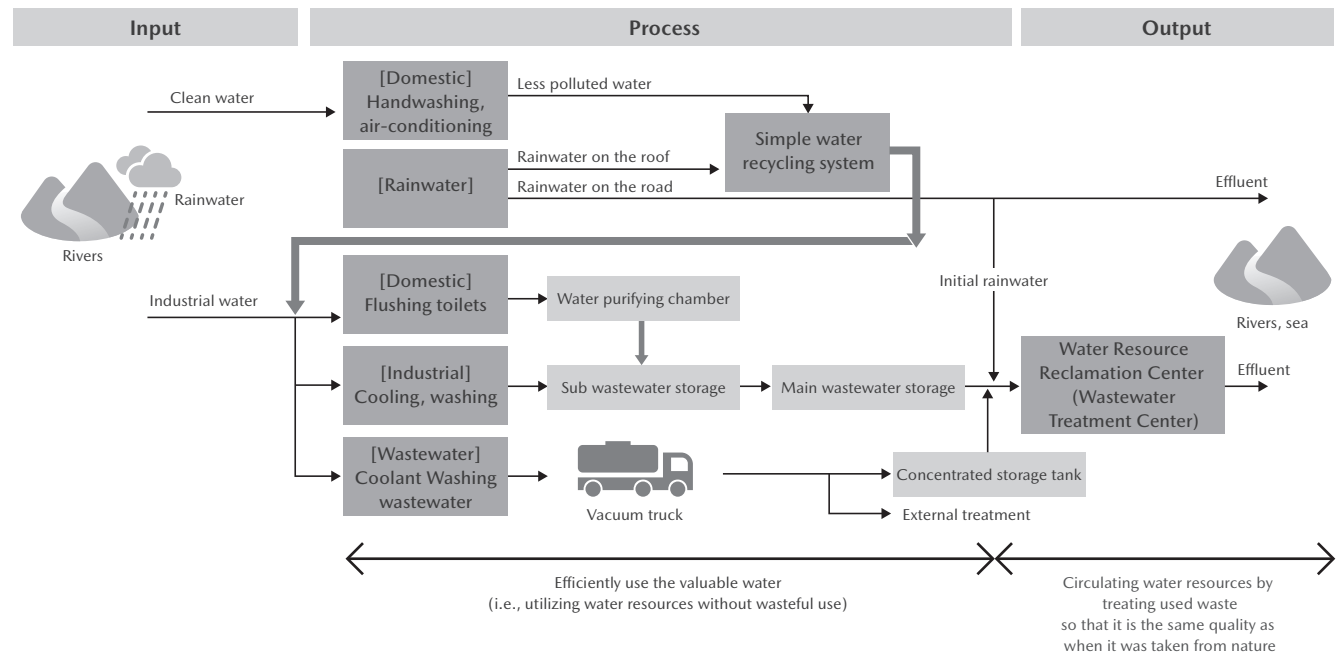 Input
Process
Output
Clean water
[Domestic]
Handwashing,
air-conditioning
Less polluted water
Simple water
recycling system
[Rainwater]
Rainwater on the roof
Rainwater on the road
Effluent
Rainwater
Rivers
Initial rainwater
Rivers, sea
Industrial water
[Domestic]
Flushing toilets
Water purifying chamber
[Industrial]
Cooling, washing
Sub wastewater storage
Main wastewater storage
Water Resource
Reclamation Center
(Wastewater
Treatment Center)
Effluent
[Wastewater]
Coolant Washing
wastewater
Vacuum truck
Concentrated storage tank
External treatment
Efficiently use the valuable water
(i.e., utilizing water resources without wasteful use)
Circulating water resources by
treating used waste
so that it is the same quality as
when it was taken from nature